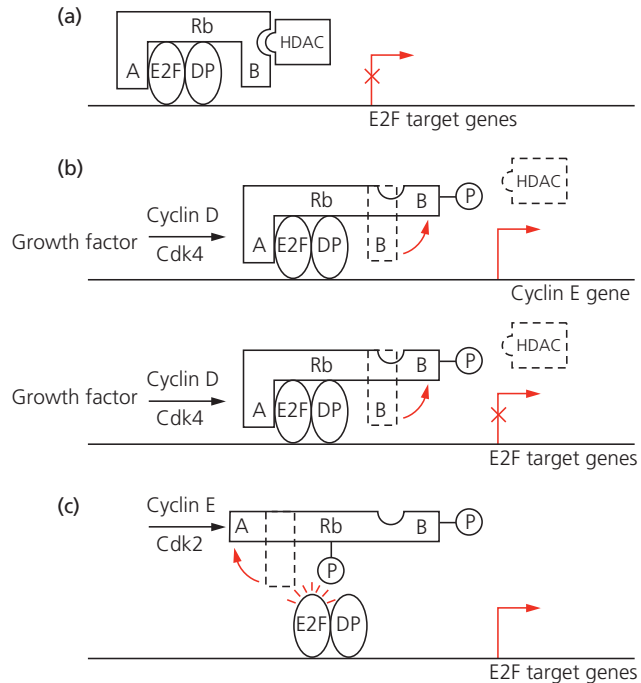 (a)
Rb
HDAC
A E2F DP B
E2F target genes
(b)
HDAC
Rb B P
Cyclin D
Growth factor
Cdk4
A E2F DP B
Cyclin E gene
HDAC
Rb B P
Cyclin D
Growth factor
Cdk4
A E2F DP B
E2F target genes
(c)
Cyclin E
A Rb B P
Cdk2
P
E2F DP
E2F target genes